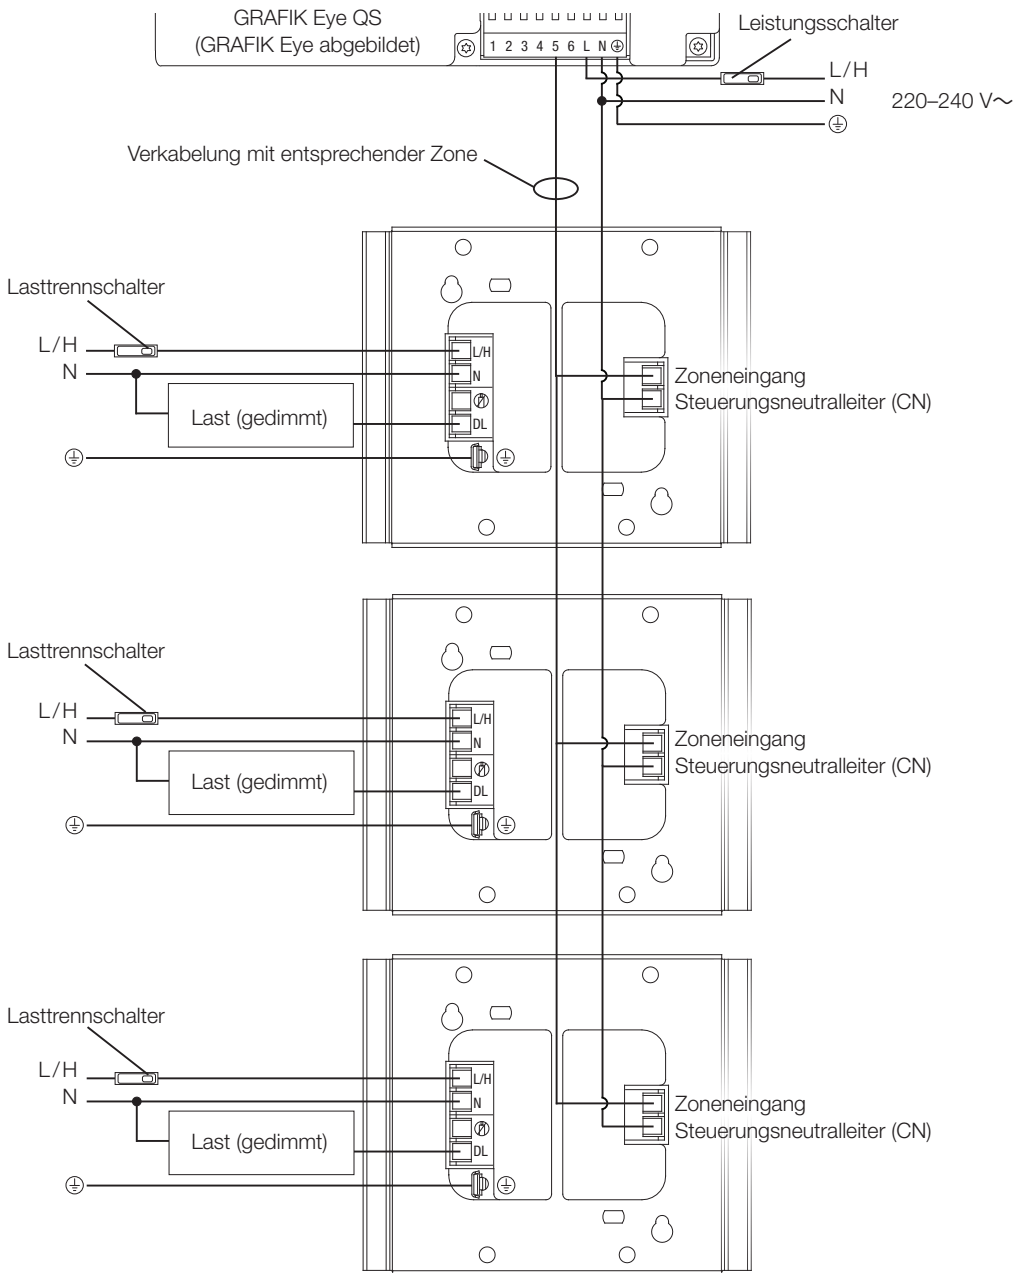 GRAFIK Eye QS
(GRAFIK Eye abgebildet)
1 2 3 4 5 6 L N
Leistungsschalter
L/H
N
220–240 V~
Verkabelung mit entsprechender Zone
Lasttrennschalter
L/H
N
L/H
N
DL
Last (gedimmt)
Zoneneingang
Steuerungsneutralleiter (CN)
Lasttrennschalter
L/H
N
L/H
N
DL
Last (gedimmt)
Zoneneingang
Steuerungsneutralleiter (CN)
Lasttrennschalter
L/H
N
L/H
N
DL
Last (gedimmt)
Zoneneingang
Steuerungsneutralleiter (CN)